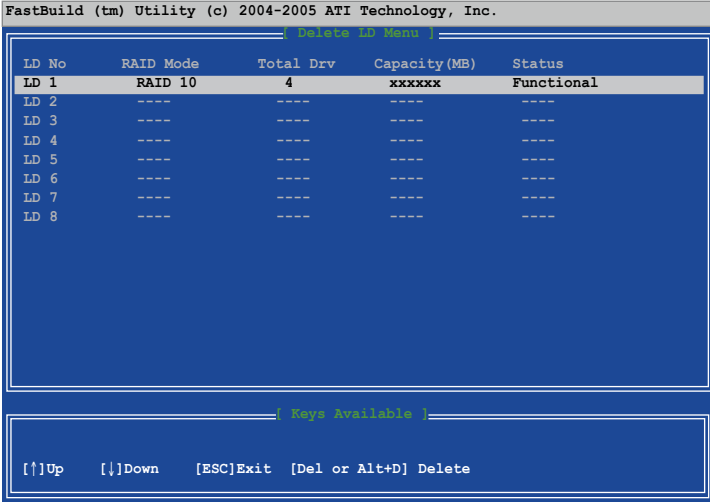 FastBuild (tm) Utility (c) 2004-2005 ATI Technology, Inc.
[ Delete LD Menu ]
LD No RAID Mode Total Drv Capacity(MB) Status
LD 1 RAID 10 4 xxxxxx Functional
LD 2 ---- ---- ---- ----
LD 3 ---- ---- ---- ----
LD 4 ---- ---- ---- ----
LD 5 ---- ---- ---- ----
LD 6 ---- ---- ---- ----
LD 7 ---- ---- ---- ----
LD 8 ---- ---- ---- ----
[ Keys Available ]
[↑]Up [↓]Down [ESC]Exit [Del or Alt+D] Delete